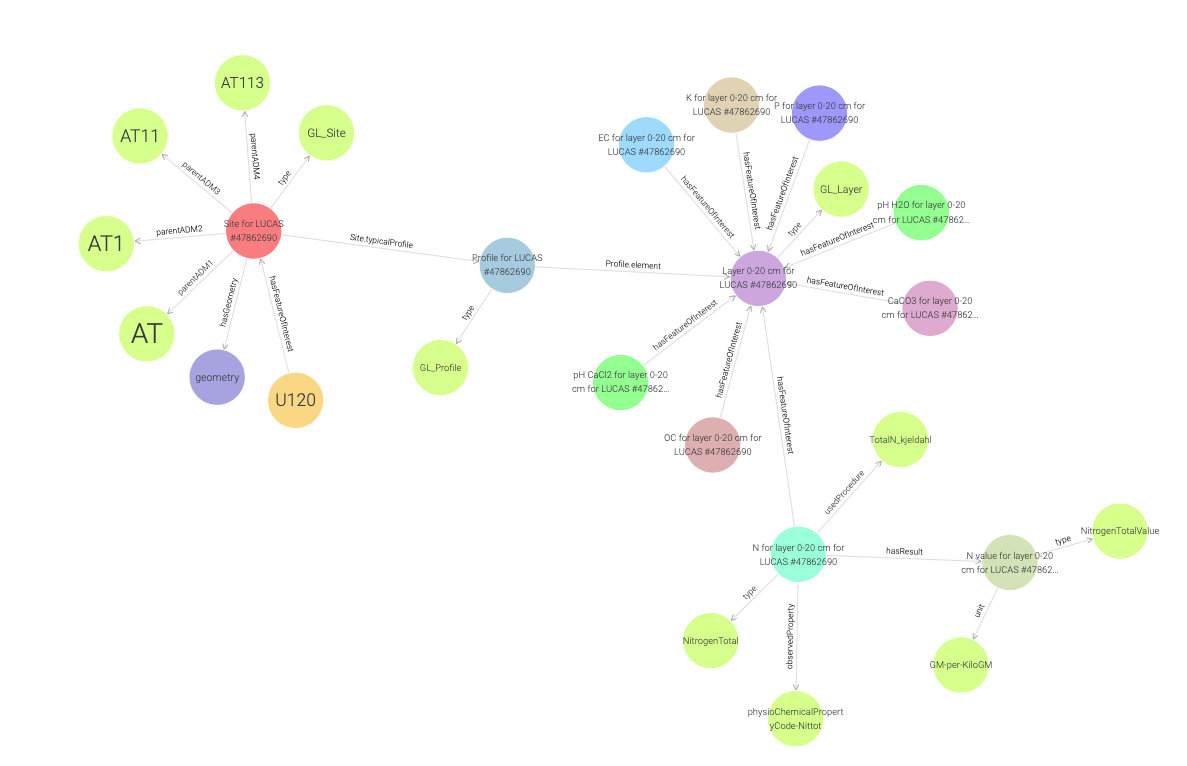 AT113
AT11
GL_Site
parentADM4
parentADM3
type
AT1
parentADM2
Site for LUCAS
#47862690
parentADM1
AT
hasGeometry
hasFeatureOfInterest
geometry
U120
Site.typicalProfile
Profile for LUCAS
#47862690
type
GL_Profile
Profile.element
K for layer 0-20 cm for
LUCAS #47862690
P for layer 0-20 cm for
LUCAS #47862690
EC for layer 0-20 cm for
LUCAS #47862690
hasFeatureOfInterest
hasFeatureOfInterest
hasFeatureOfInterest
GL_Layer
type
pH H2O for layer 0-20
cm for LUCAS #47862...
hasFeatureOfInterest
Layer 0-20 cm for
LUCAS #47862690
hasFeatureOfInterest
CaCO3 for layer 0-20
cm for LUCAS #47862...
hasFeatureOfInterest
pH CaCl2 for layer 0-20
cm for LUCAS #47862...
hasFeatureOfInterest
OC for layer 0-20 cm for
LUCAS #47862690
hasFeatureOfInterest
TotalN_kjeldahl
usedProcedure
N for layer 0-20 cm for
LUCAS #47862690
hasResult
N value for layer 0-20
cm for LUCAS #47862...
type
NitrogenTotalValue
unit
GM-per-KiloGM
type
NitrogenTotal
observedProperty
physioChemicalPropert
yCode-Nittot